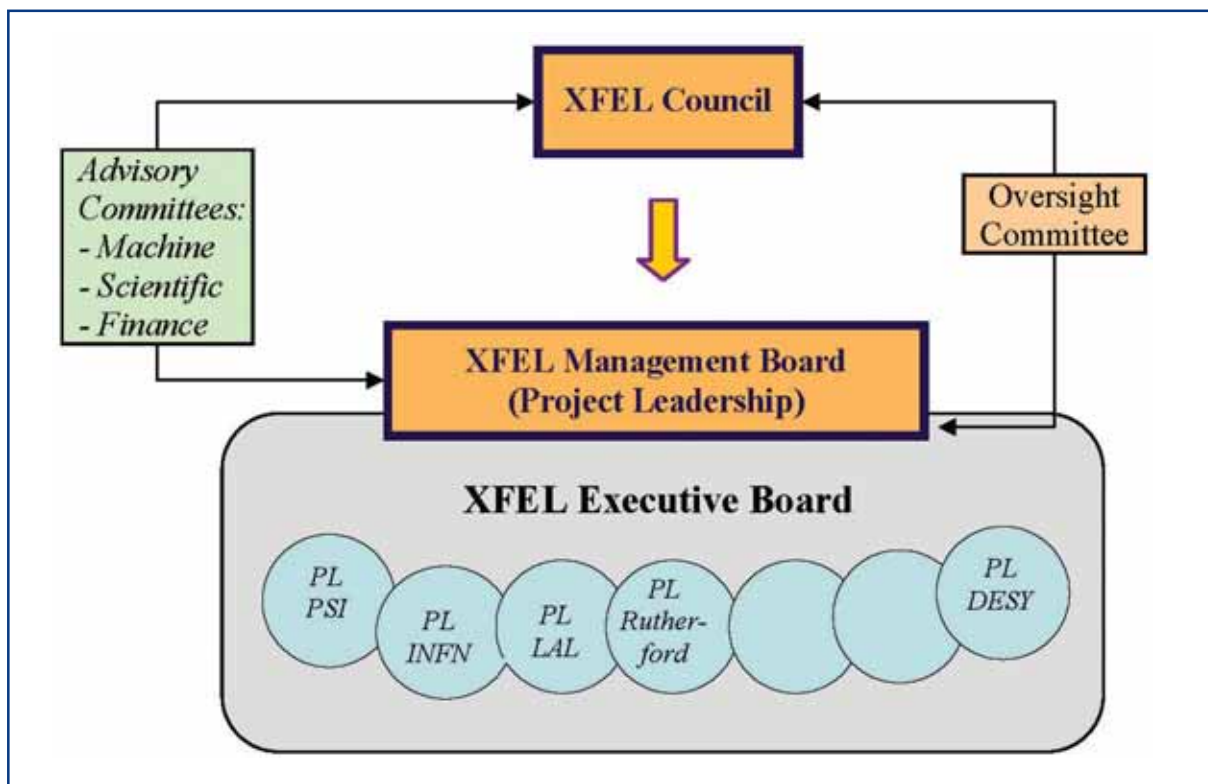 XFEL Council
Advisory
Committees:
- Machine
- Scientific
- Finance
Oversight
Committee
XFEL Management Board
(Project Leadership)
XFEL Executive Board
PL
PSI
PL
INFN
PL
LAL
PL
Ruther-
ford
PL
DESY